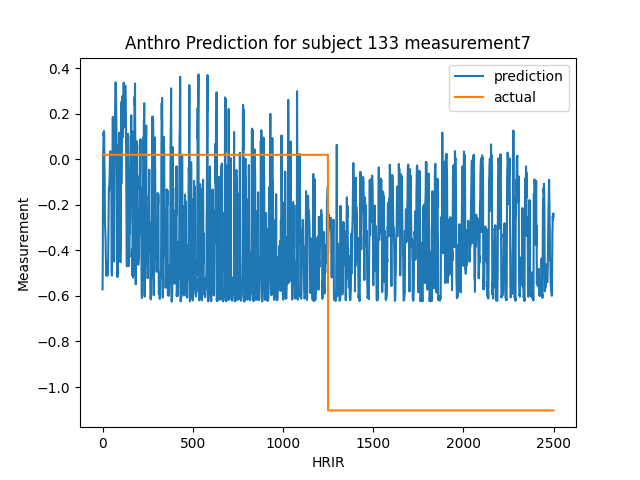 Anthro Prediction for subject 133 measurement7
prediction
actual
0.4
0.2
0.0
−0.2
−0.4
−0.6
−0.8
−1.0
Measurement
0 500 1000 1500 2000 2500
HRIR